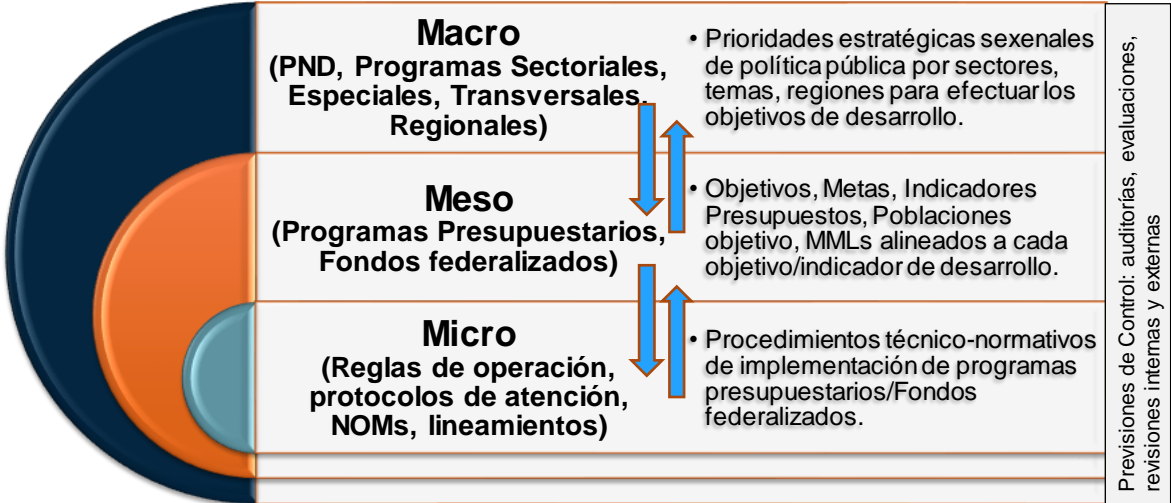 Macro
(PND, Programas Sectoriales,
Especiales, Transversales,
Regionales)
• Prioridades estratégicas sexenales
de política pública por sectores,
temas, regiones para efectuar los
objetivos de desarrollo.
Meso
(Programas Presupuestarios,
Fondos federalizados)
• Objetivos, Metas, Indicadores
Presupuestos, Poblaciones
objetivo, MMLs alineados a cada
objetivo/indicador de desarrollo.
Micro
(Reglas de operación,
protocolos de atención,
NOMs, lineamientos)
• Procedimientos técnico-normativos
de implementación de programas
presupuestarios/Fondos
federalizados.
Previsiones de Control: auditorías, evaluaciones,
revisiones internas y externas